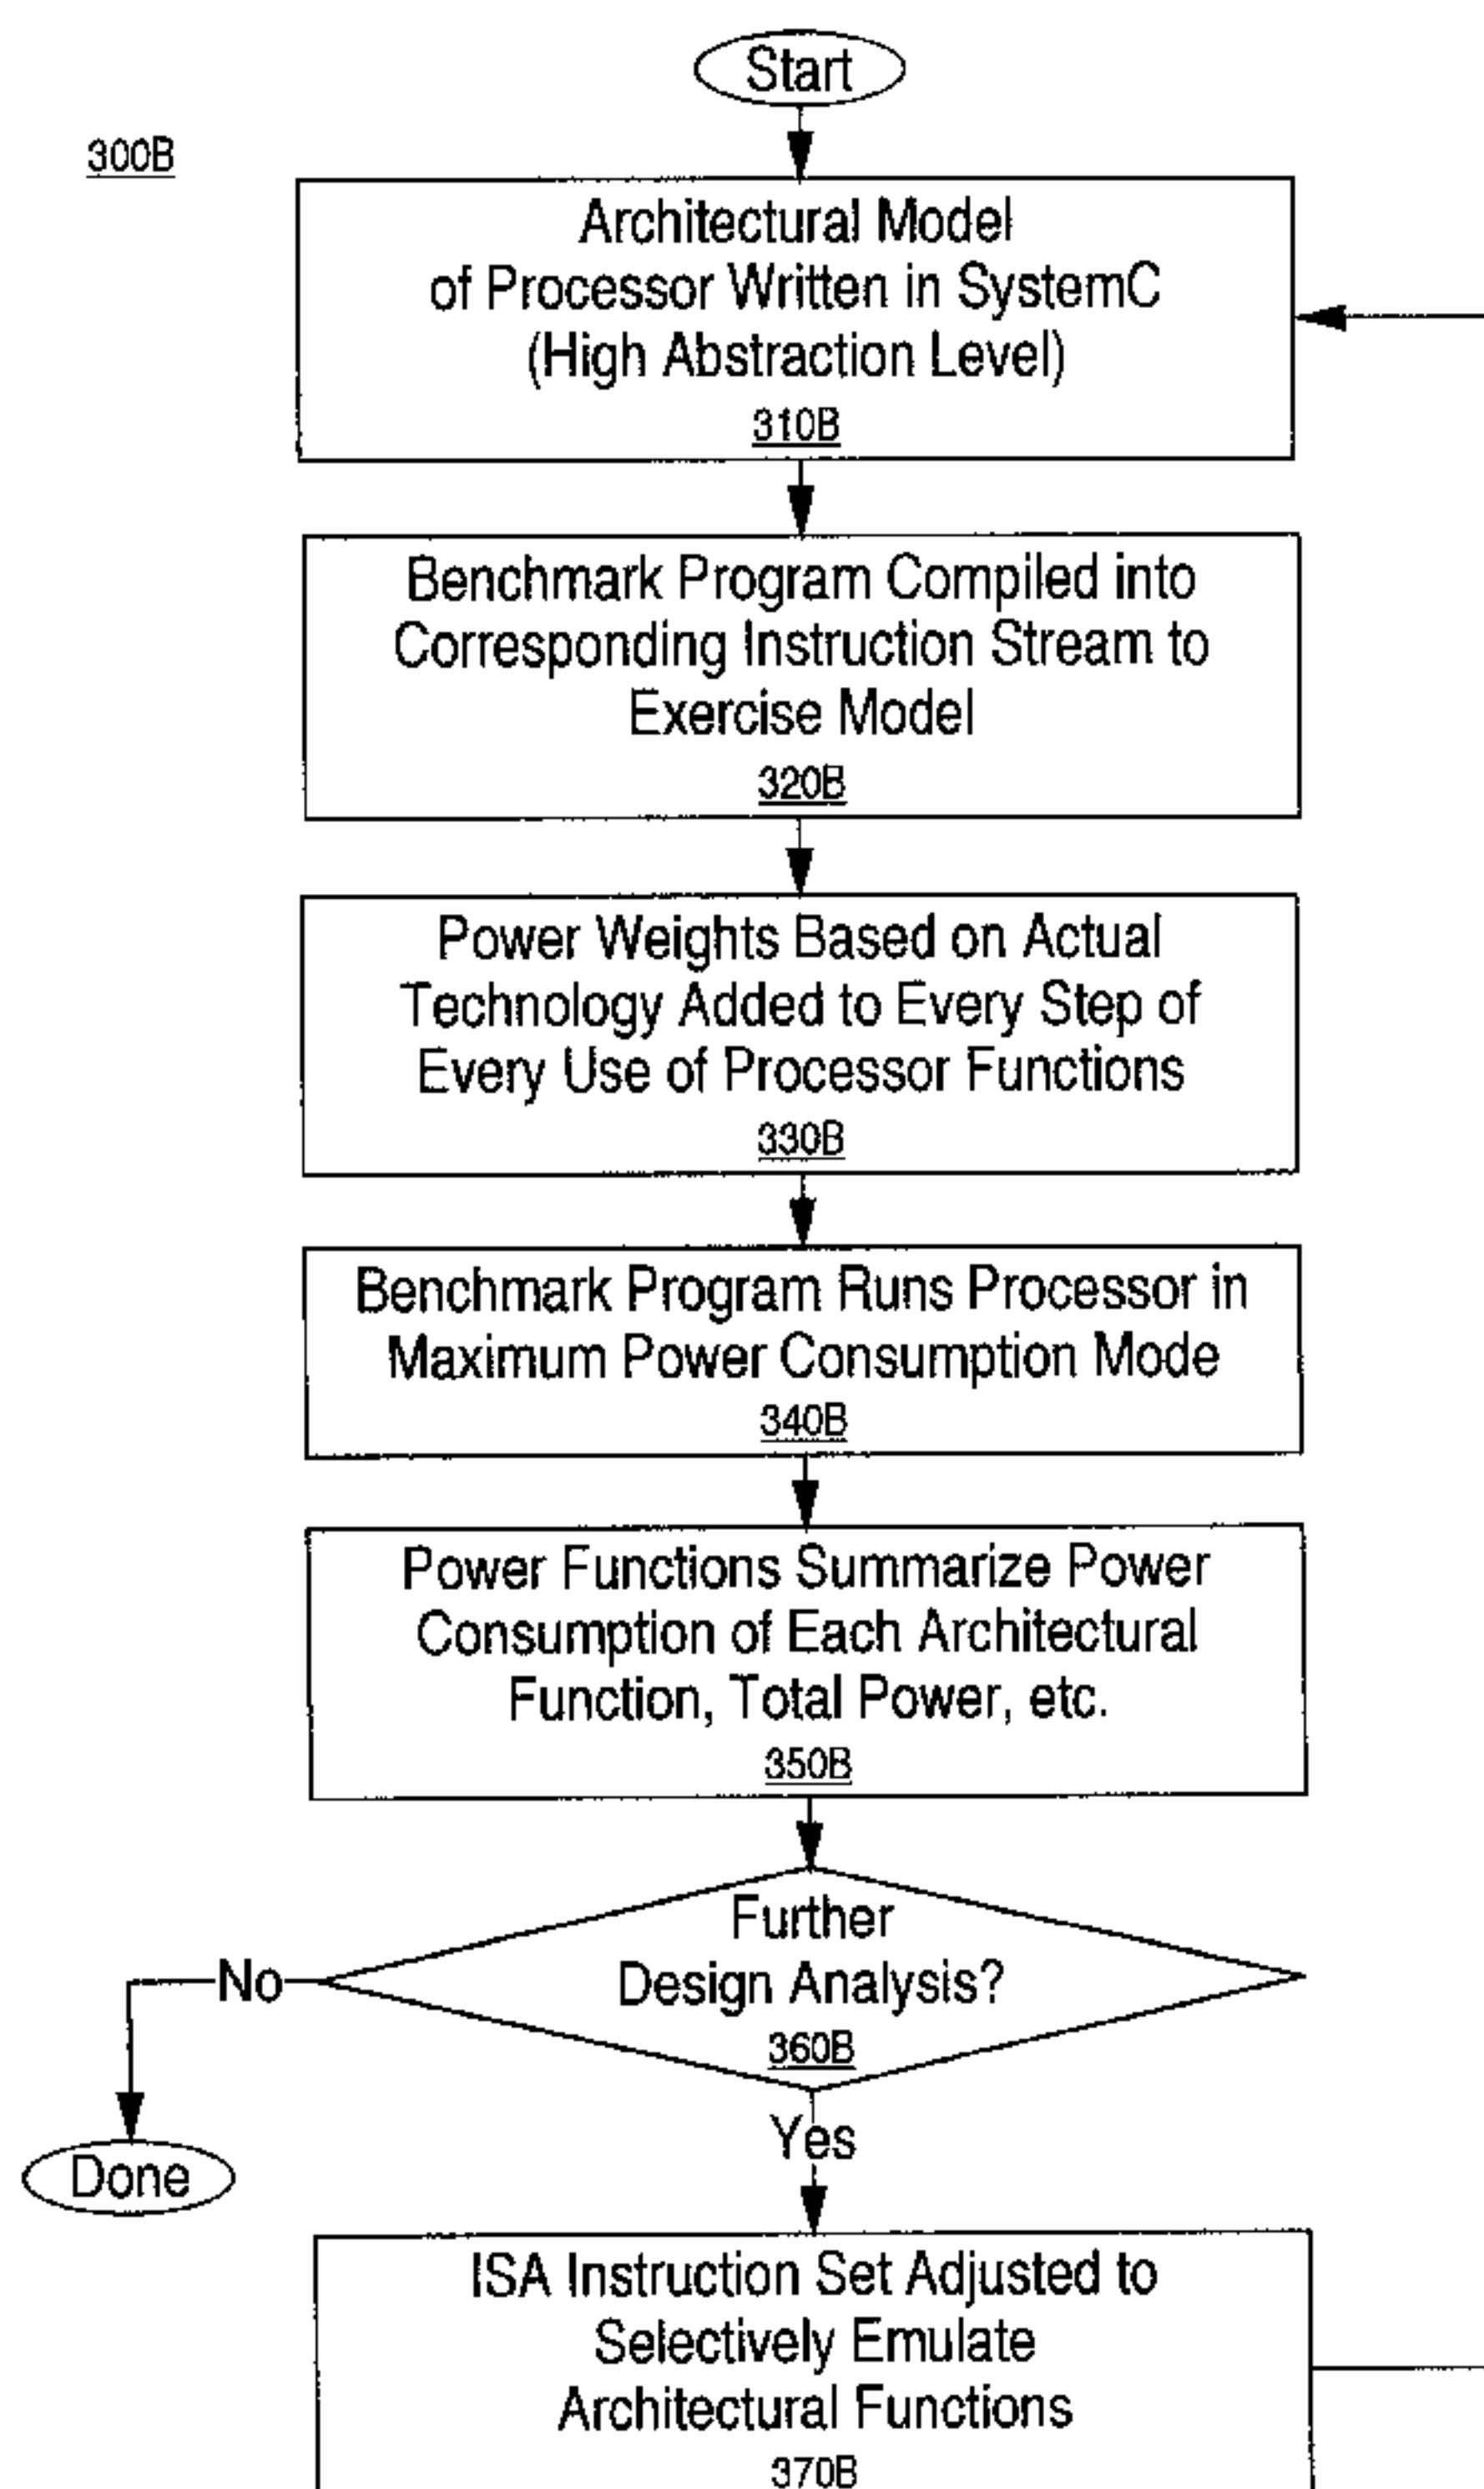 Start
300B
Architectural Model
of Processor Written in SystemC
(High Abstraction Level)
310B
Benchmark Program Compiled into
Corresponding Instruction Stream to
Exercise Model
320B
Power Weights Based on Actual
Technology Added to Every Step of
Every Use of Processor Functions
330B
Benchmark Program Runs Processor in
Maximum Power Consumption Mode
340B
Power Functions Summarize Power
Consumption of Each Architectural
Function, Total Power, etc.
350B
Further
Design Analysis?
360B
No
Yes
Done
ISA Instruction Set Adjusted to
Selectively Emulate
Architectural Functions
370B